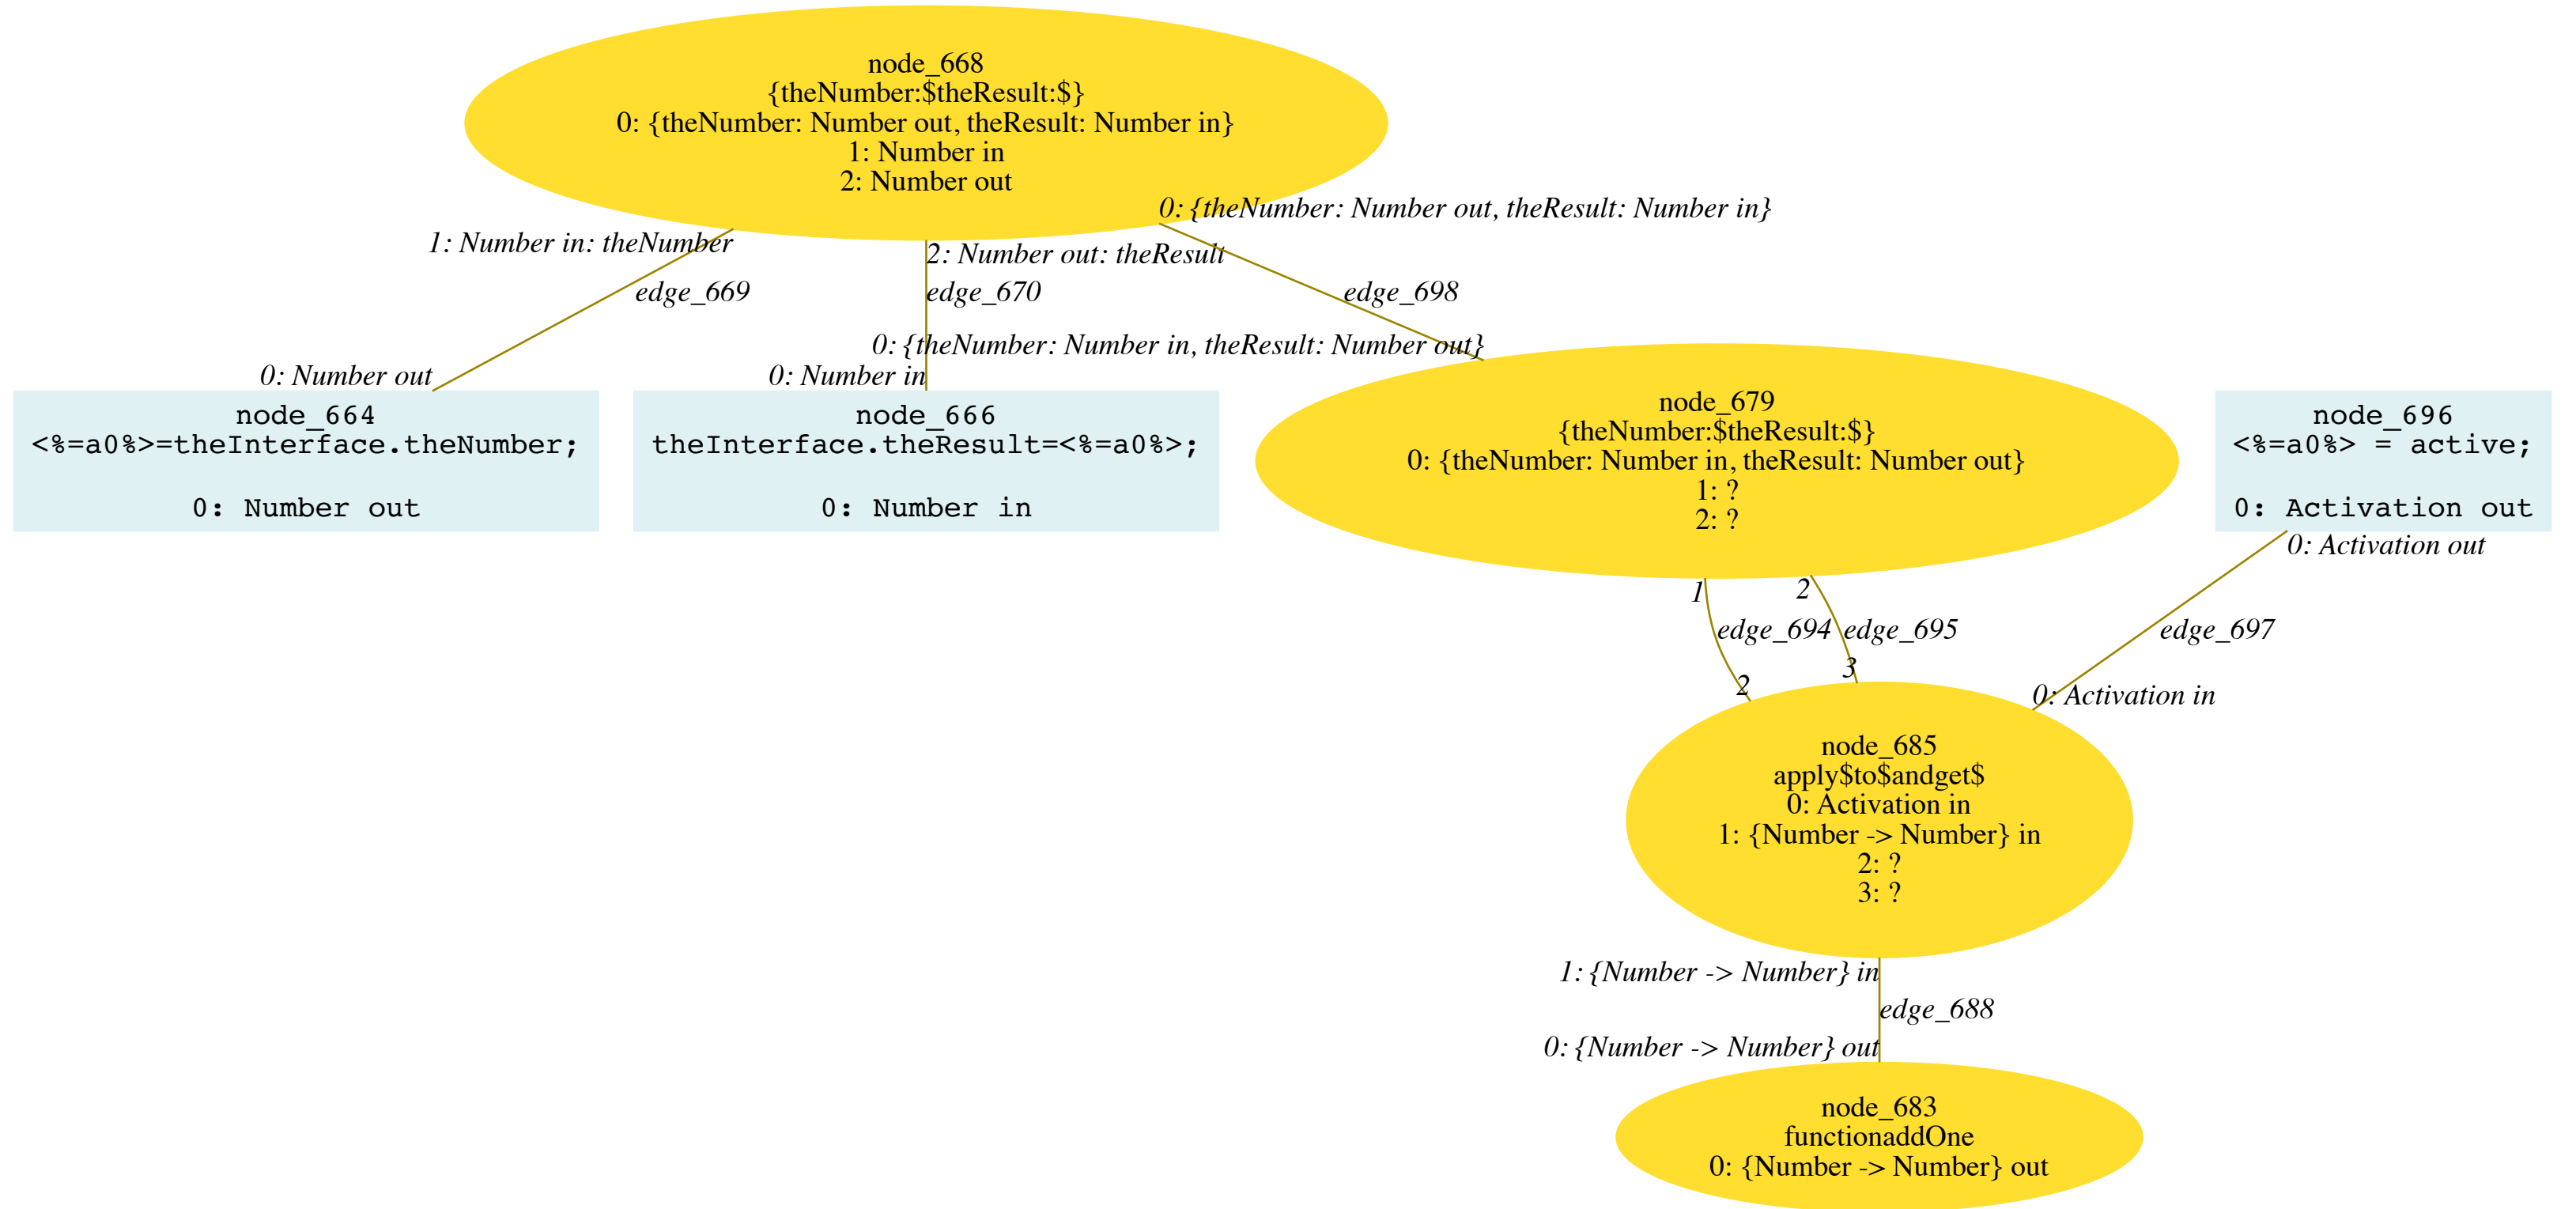 node_668
{theNumber:$theResult:$}
0: {theNumber: Number out, theResult: Number in}
1: Number in
2: Number out
0: {theNumber: Number out, theResult: Number in}
1: Number in: theNumber
2: Number out: theResult
edge_669
edge_670
edge_698
0: {theNumber: Number in, theResult: Number out}
0: Number out
0: Number in
node_664
<%=a0%>=theInterface.theNumber;
0: Number out
node_666
theInterface.theResult=<%=a0%>;
0: Number in
node_679
{theNumber:$theResult:$}
0: {theNumber: Number in, theResult: Number out}
1: ?
2: ?
node_696
<%=a0%> = active;
0: Activation out
0: Activation out
1
2
edge_694
edge_695
edge_697
2
3
0: Activation in
node_685
apply$to$andget$
0: Activation in
1: {Number -> Number} in
2: ?
3: ?
1: {Number -> Number} in
edge_688
0: {Number -> Number} out
node_683
functionaddOne
0: {Number -> Number} out